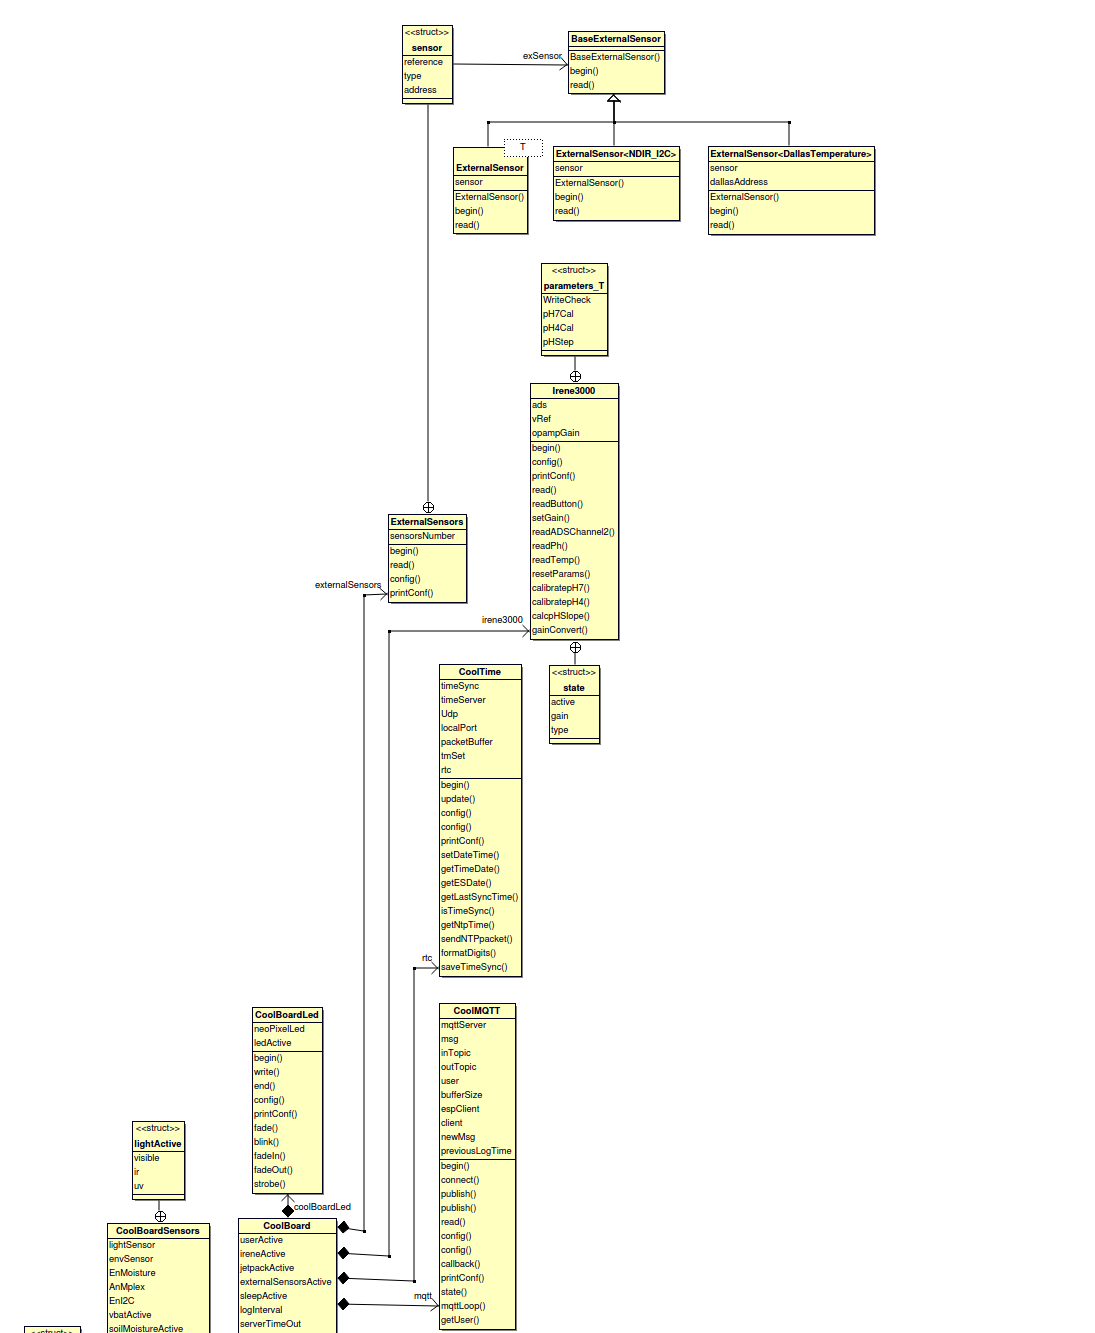 <<struct>>
sensor
reference
type
address
exSensor
BaseExternalSensor
BaseExternalSensor()
begin()
read()
T
ExternalSensor
sensor
ExternalSensor()
begin()
read()
ExternalSensor<NDIR_I2C>
sensor
ExternalSensor()
begin()
read()
ExternalSensor<DallasTemperature>
sensor
dallasAddress
ExternalSensor()
begin()
read()
<<struct>>
parameters_T
WriteCheck
pH7Cal
pH4Cal
pHStep
Irene3000
ads
vRef
opampGain
begin()
config()
printConf()
read()
readButton()
setGain()
readADSChannel2()
readPh()
readTemp()
resetParams()
calibratepH7()
calibratepH4()
calcpHSlope()
gainConvert()
ExternalSensors
sensorsNumber
begin()
read()
config()
printConf()
externalSensors
irene3000
<<struct>>
state
active
gain
type
CoolTime
timeSync
timeServer
Udp
localPort
packetBuffer
tmSet
rtc
begin()
update()
config()
config()
printConf()
setDateTime()
getTimeDate()
getESDate()
getLastSyncTime()
isTimeSync()
getNtpTime()
sendNTPpacket()
formatDigits()
saveTimeSync()
rtc
CoolMQTT
mqttServer
msg
inTopic
outTopic
user
bufferSize
espClient
client
newMsg
previousLogTime
begin()
connect()
publish()
publish()
read()
config()
config()
callback()
printConf()
state()
mqttLoop()
getUser()
mqtt
CoolBoardLed
neoPixelLed
ledActive
begin()
write()
end()
config()
printConf()
fade()
blink()
fadeIn()
fadeOut()
strobe()
coolBoardLed
<<struct>>
lightActive
visible
ir
uv
CoolBoardSensors
lightSensor
envSensor
EnMoisture
AnMplex
EnI2C
vbatActive
soilMoistureActive
CoolBoard
userActive
ireneActive
jetpackActive
externalSensorsActive
sleepActive
logInterval
serverTimeOut
<<struct>>